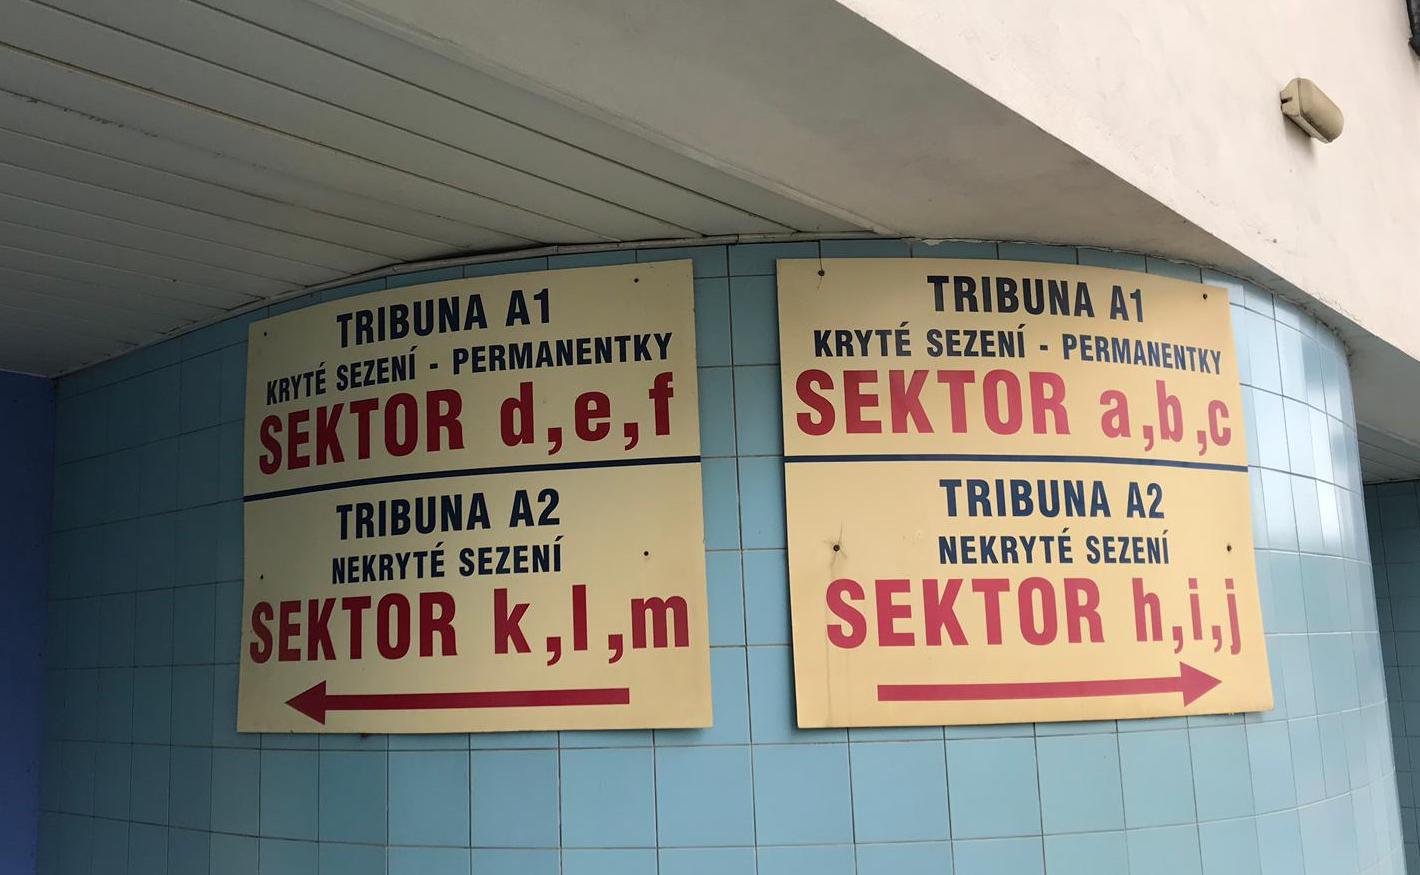 TRIBUNA A1
KRYTÉ SEZENÍ - PERMANENTKY
SEKTOR d,e,f
TRIBUNA A2
NEKRYTÉ SEZENÍ
SEKTOR k,l,m
TRIBUNA A1
KRYTÉ SEZENÍ - PERMANENTKY
SEKTOR a,b,c
TRIBUNA A2
NEKRYTÉ SEZENÍ
SEKTOR h,i,j